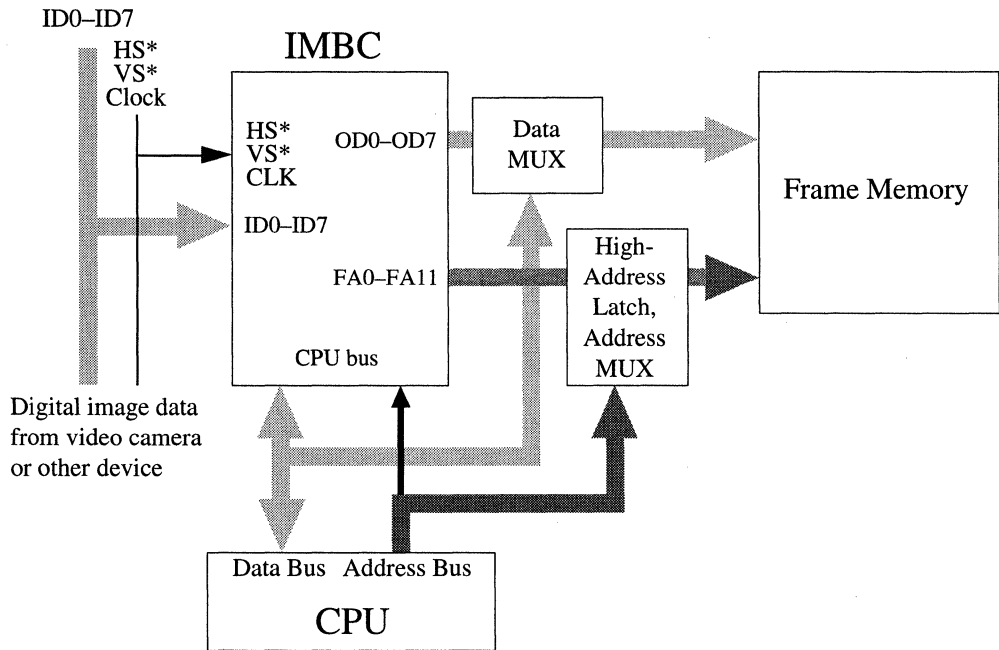 ID0–ID7
HS*
VS*
Clock
IMBC
HS*
VS*
CLK
ID0–ID7
OD0–OD7
FA0–FA11
CPU bus
Data
MUX
High-
Address
Latch,
Address
MUX
Frame Memory
Digital image data
from video camera
or other device
Data Bus
Address Bus
CPU